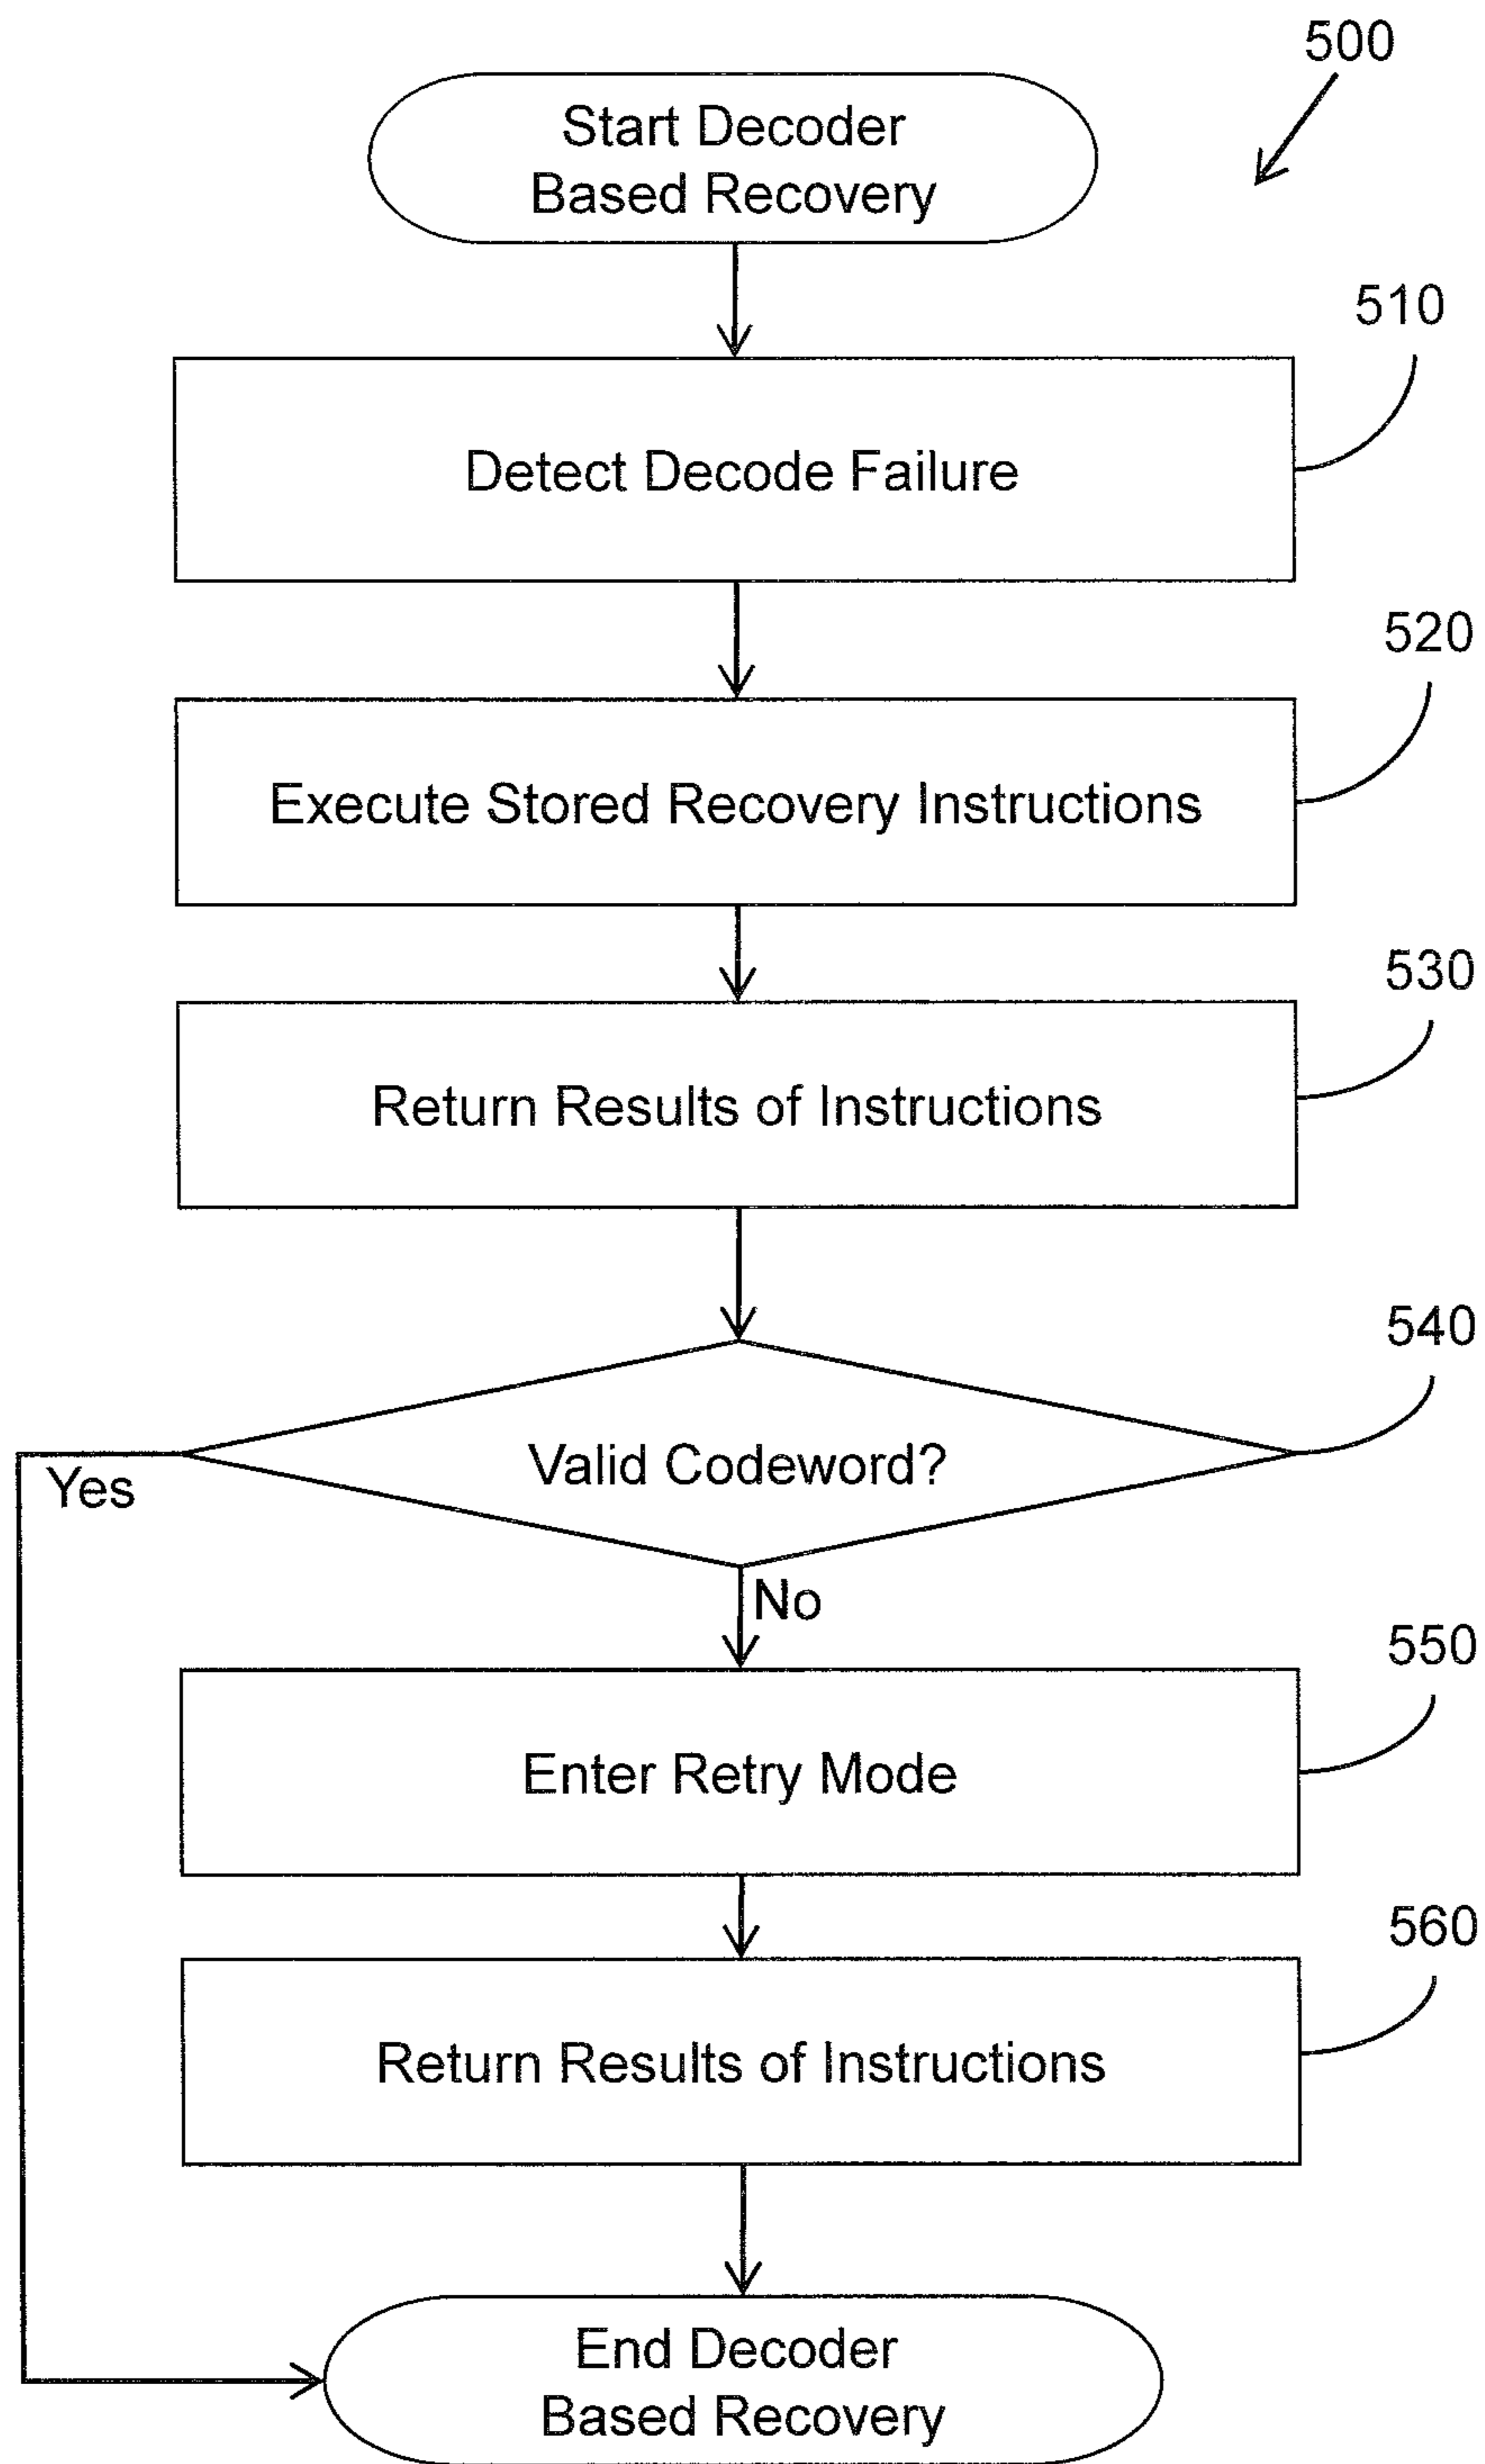 500
Start Decoder
Based Recovery
510
Detect Decode Failure
520
Execute Stored Recovery Instructions
530
Return Results of Instructions
540
Valid Codeword?
Yes
No
550
Enter Retry Mode
560
Return Results of Instructions
End Decoder
Based Recovery